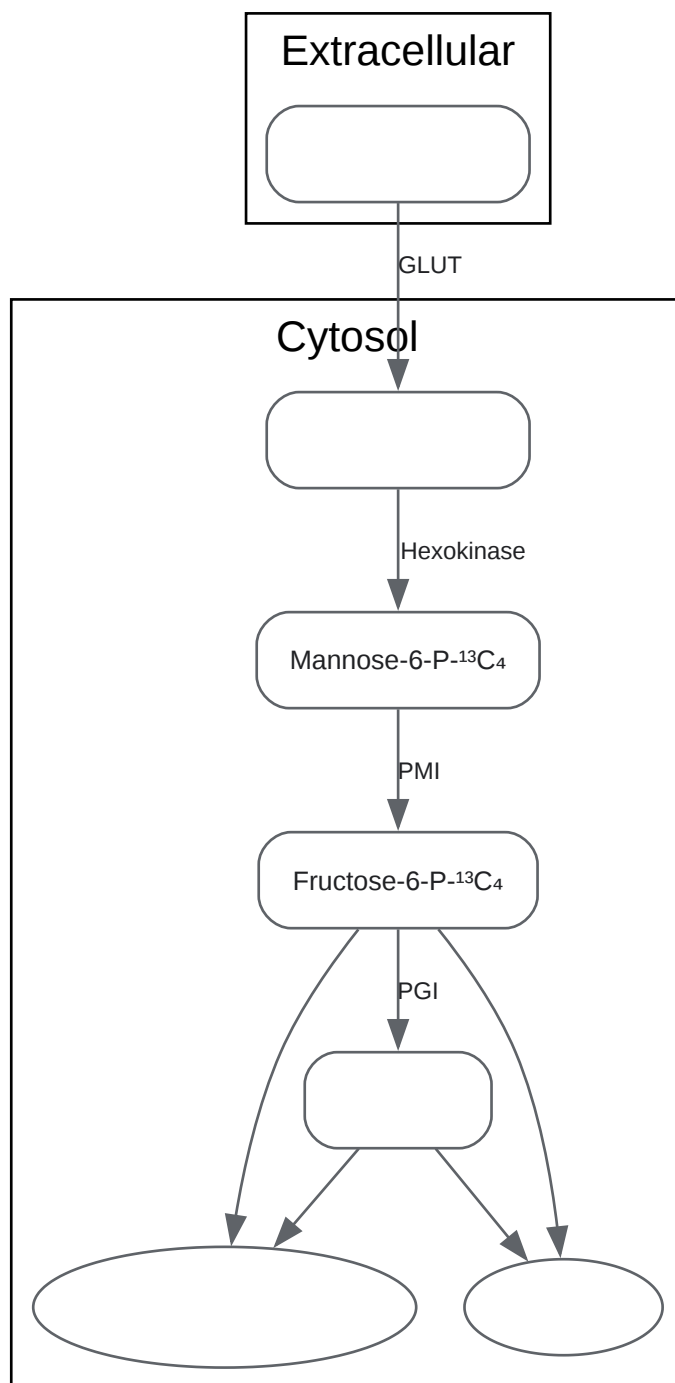 Extracellular
GLUT
Cytosol
Hexokinase
Mannose-6-P-¹³C₄
PMI
Fructose-6-P-¹³C₄
PGI